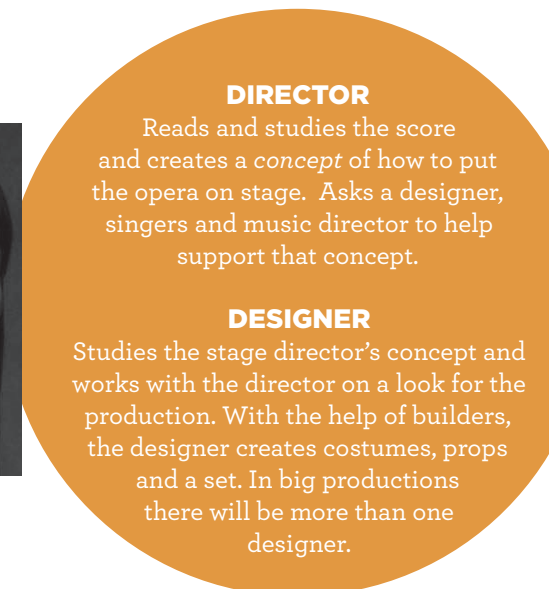 DIRECTOR
Reads and studies the score
and creates a concept of how to put
the opera on stage.  Asks a designer,
singers and music director to help
support that concept.
DESIGNER
Studies the stage director’s concept and
works with the director on a look for the
production. With the help of builders,
the designer creates costumes, props
and a set. In big productions
there will be more than one
designer.